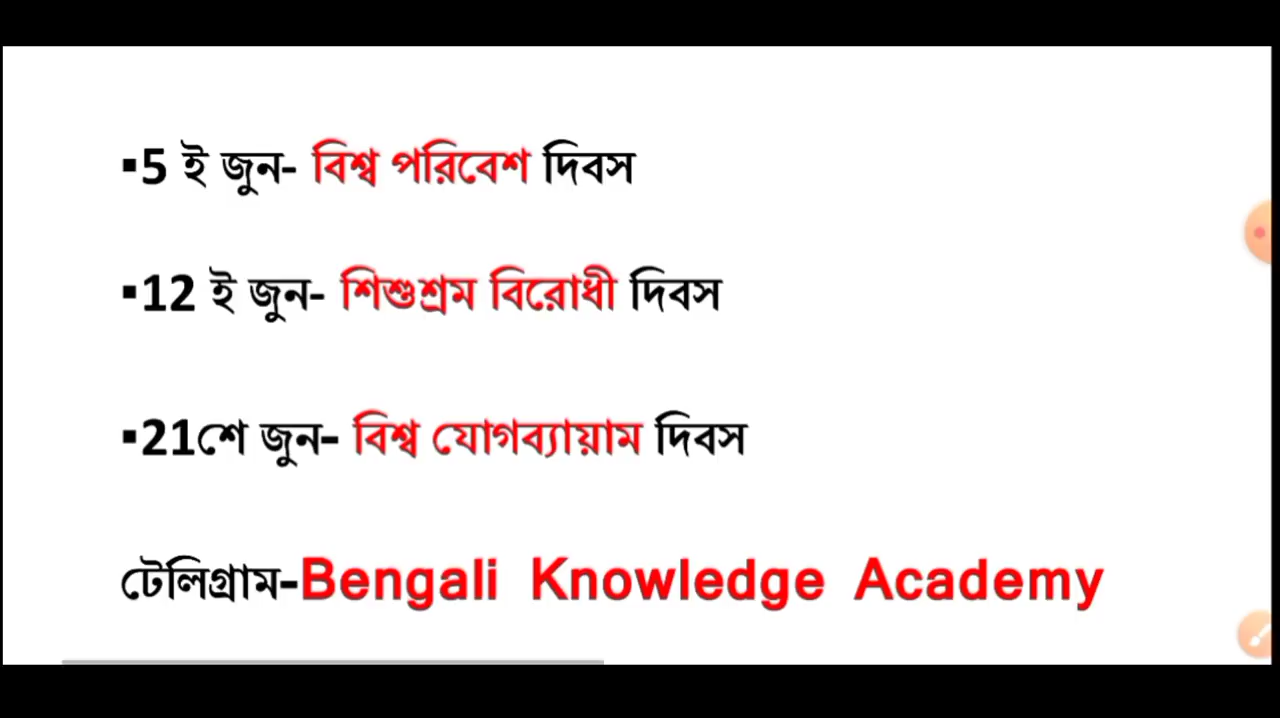 ▪5 ই জুন- বিশ্ব পরিবেশ দিবস
▪12 ই জুন- শিশুশ্রম বিরোধী দিবস
▪21শে জুন- বিশ্ব যোগব্যায়াম দিবস
টেলিগ্রাম-Bengali Knowledge Academy